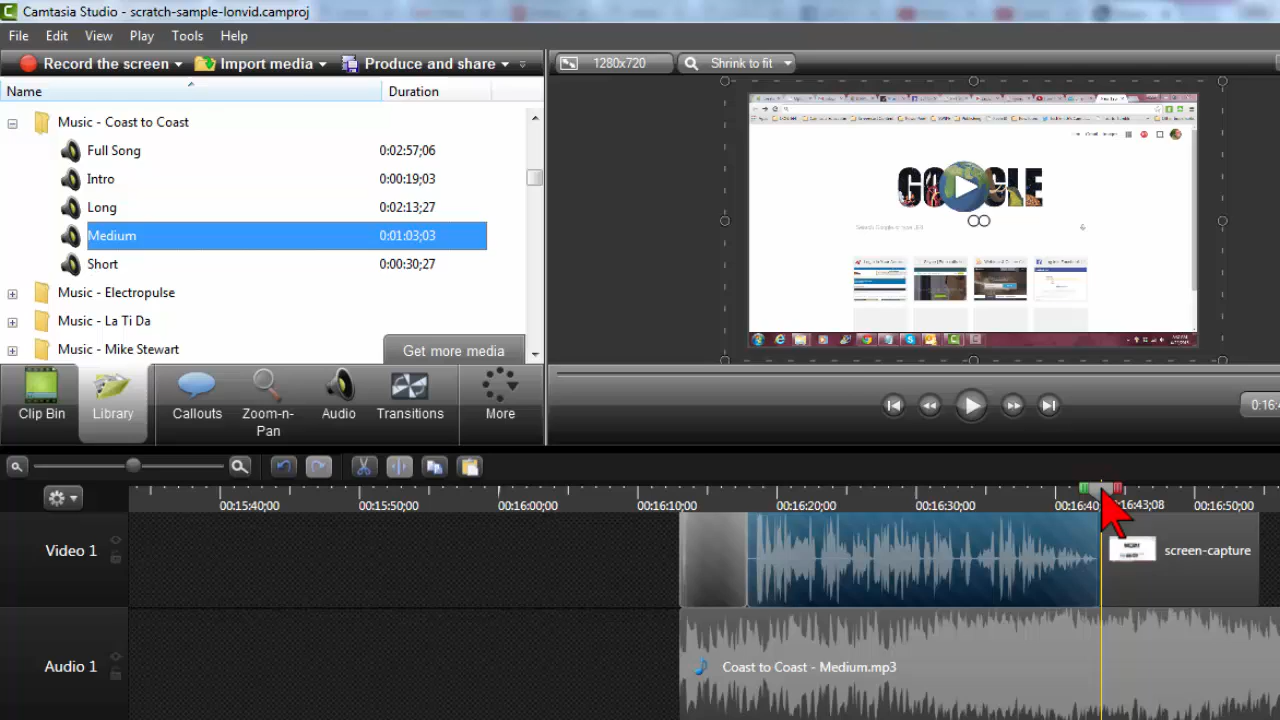 Camtasia Studio - scratch-sample-lonvid.camproj
File Edit View Play Tools Help
Record the screen Import media Produce and share
1280x720 Shrink to fit
Name Duration
Music - Coast to Coast
Full Song 0:02:57;06
Intro 0:00:19;03
Long 0:02:13;27
Medium 0:01:03;03
Short 0:00:30;27
Music - Electropulse
Music - La Ti Da
Music - Mike Stewart
Get more media
GOOGLE
Clip Bin Library Callouts Zoom-n-Pan Audio Transitions More
0:16:4
00:15:40;00 00:15:50;00 00:16:00;00 00:16:10;00 00:16:20;00 00:16:30;00 00:16:40 16:43;08 00:16:50;00
Video 1
screen-capture
Audio 1
Coast to Coast - Medium.mp3